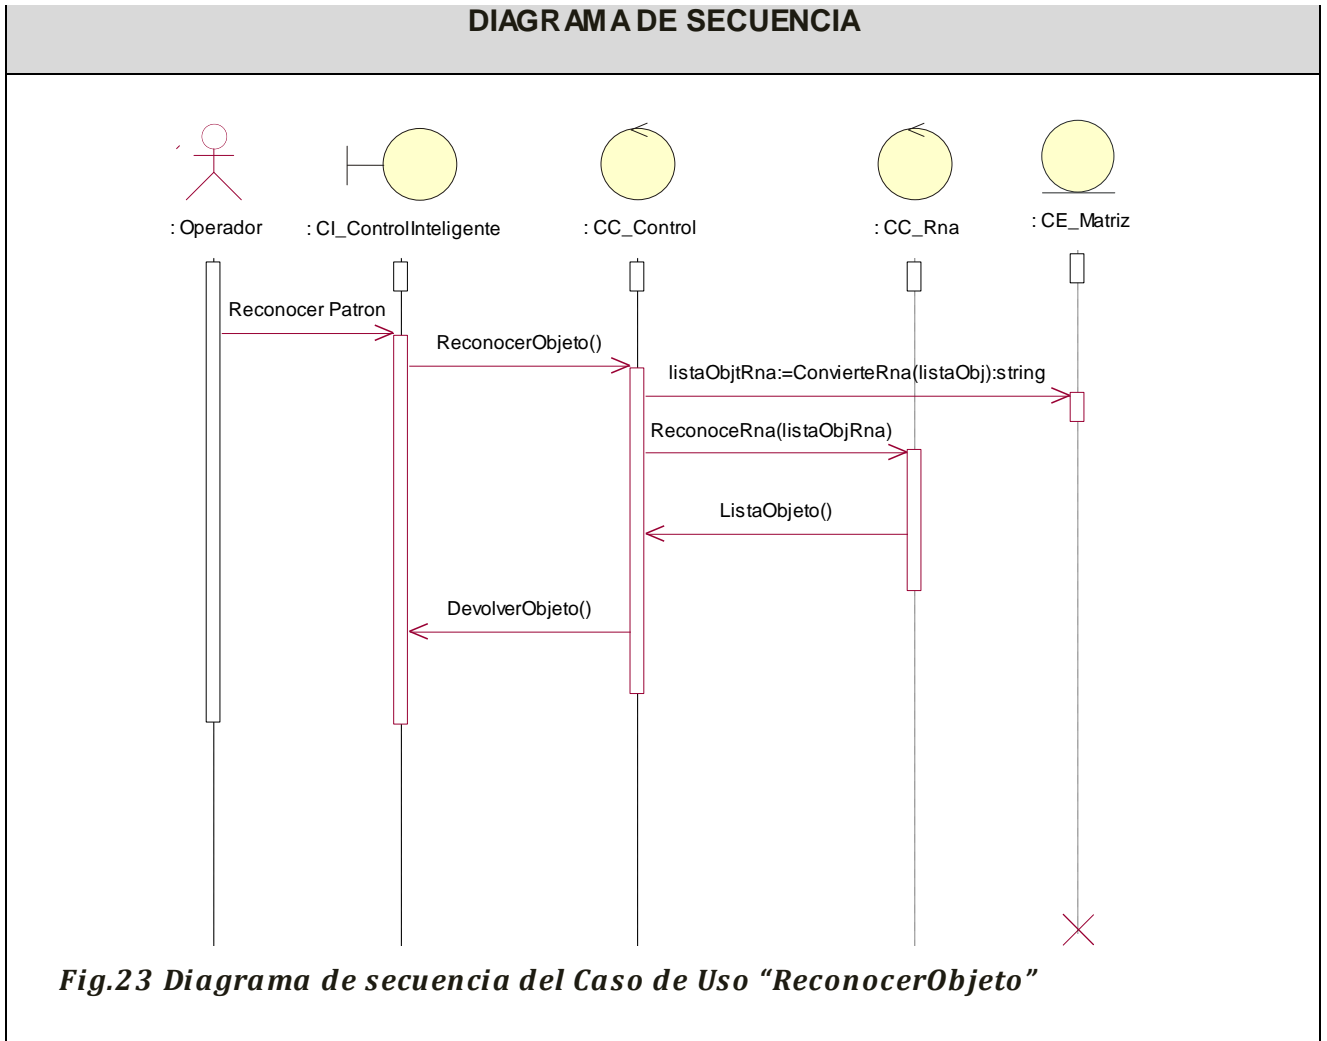 DIAGRAMA DE SECUENCIA
: Operador
: CI_ControlInteligente
: CC_Control
: CC_Rna
: CE_Matriz
Reconocer Patron
ReconocerObjeto()
listaObjtRna:=ConvierteRna(listaObj):string
ReconoceRna(listaObjRna)
ListaObjeto()
DevolverObjeto()
Fig.23 Diagrama de secuencia del Caso de Uso “ReconocerObjeto”